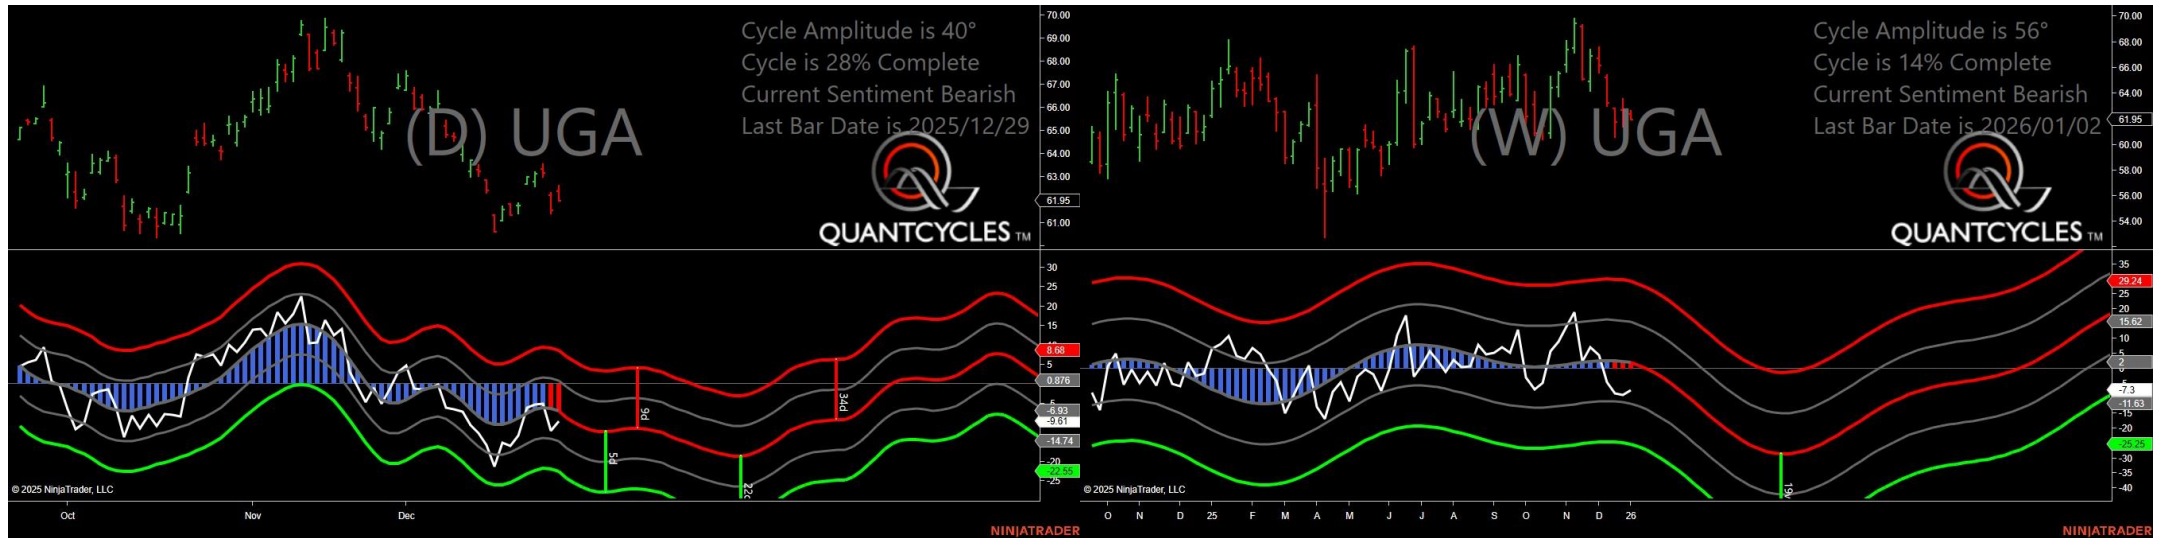 Cycle Amplitude is 40°
Cycle is 28% Complete
Current Sentiment Bearish
Last Bar Date is 2025/12/29
(D) UGA
QUANTCYCLES TM
70.00
69.00
68.00
67.00
66.00
65.00
64.00
63.00
61.95
61.00
30
25
20
15
8.68
5
0.876
-6.93
-9.61
-14.74
-20
-22.55
-25
5d
9d
34d
© 2025 NinjaTrader, LLC
Oct Nov Dec
NINJATRADER
Cycle Amplitude is 56°
Cycle is 14% Complete
Current Sentiment Bearish
Last Bar Date is 2026/01/02
(W) UGA
QUANTCYCLES TM
70.00
68.00
66.00
64.00
61.95
60.00
58.00
56.00
54.00
35
29.24
25
20
15.62
10
5
2
-7.3
-11.63
-15
-20
-25.25
-30
-35
-40
© 2025 NinjaTrader, LLC
O N D 25 F M A M J J A S O N D 26
NINJATRADER